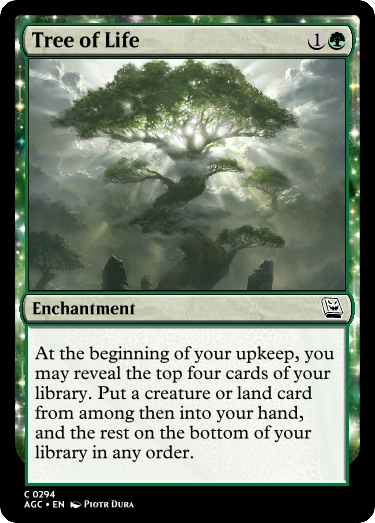 Tree of Life 1
Enchantment
At the beginning of your upkeep, you
may reveal the top four cards of your
library. Put a creature or land card
from among then into your hand,
and the rest on the bottom of your
library in any order.
C 0294
AGC • EN Piotr Dura